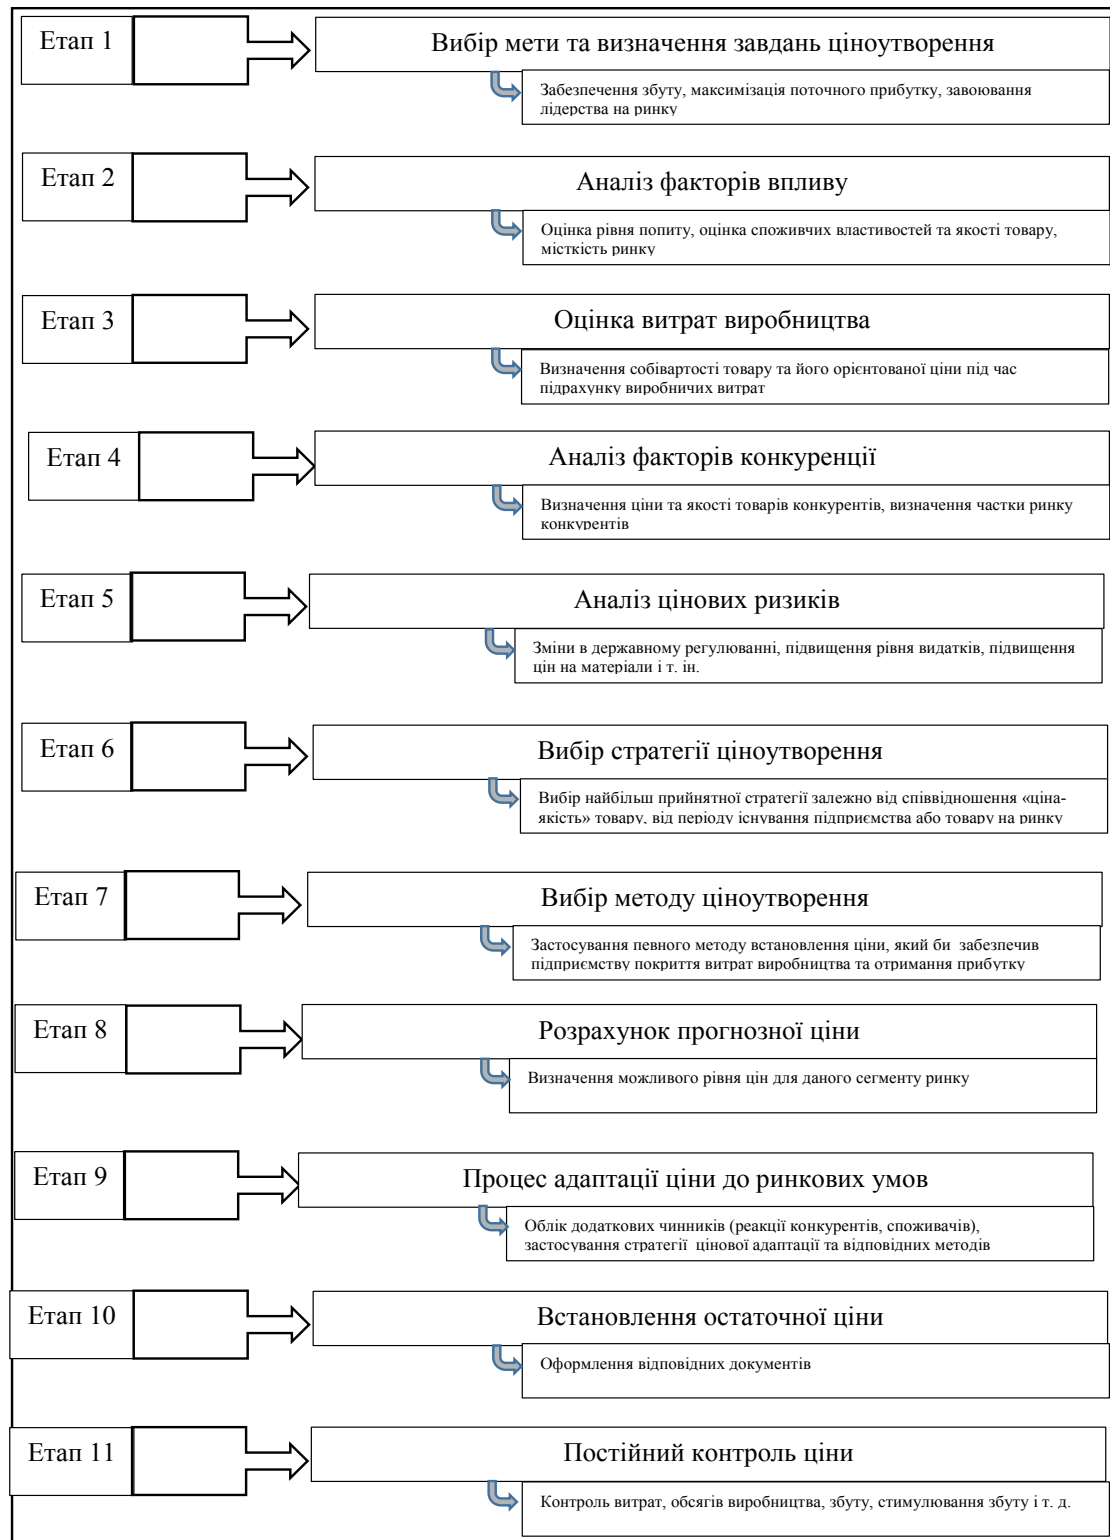 Етап 1
Вибір мети та визначення завдань ціноутворення
Забезпечення збуту, максимізація поточного прибутку, завоювання
лідерства на ринку
Етап 2
Аналіз факторів впливу
Оцінка рівня попиту, оцінка споживчих властивостей та якості товару,
місткість ринку
Етап 3
Оцінка витрат виробництва
Визначення собівартості товару та його орієнтованої ціни під час
підрахунку виробничих витрат
Етап 4
Аналіз факторів конкуренції
Визначення ціни та якості товарів конкурентів, визначення частки ринку
конкурентів
Етап 5
Аналіз цінових ризиків
Зміни в державному регулюванні, підвищення рівня видатків, підвищення
цін на матеріали і т. ін.
Етап 6
Вибір стратегії ціноутворення
Вибір найбільш прийнятної стратегії залежно від співвідношення «ціна-
якість» товару, від періоду існування підприємства або товару на ринку
Етап 7
Вибір методу ціноутворення
Застосування певного методу встановлення ціни, який би забезпечив
підприємству покриття витрат виробництва та отримання прибутку
Етап 8
Розрахунок прогнозної ціни
Визначення можливого рівня цін для даного сегменту ринку
Етап 9
Процес адаптації ціни до ринкових умов
Облік додаткових чинників (реакції конкурентів, споживачів),
застосування стратегії цінової адаптації та відповідних методів
Етап 10
Встановлення остаточної ціни
Оформлення відповідних документів
Етап 11
Постійний контроль ціни
Контроль витрат, обсягів виробництва, збуту, стимулювання збуту і т. д.